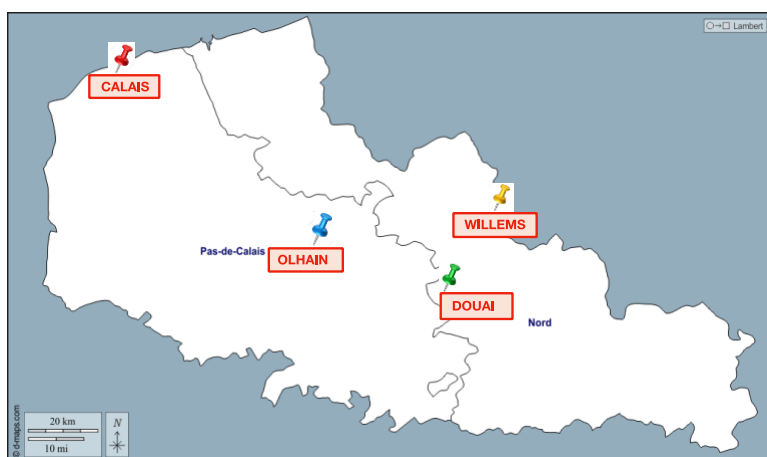 ○→□ Lambert
CALAIS
WILLEMS
Pas-de-Calais
OLHAIN
DOUAI
Nord
20 km
10 mi
N
© d-maps.com